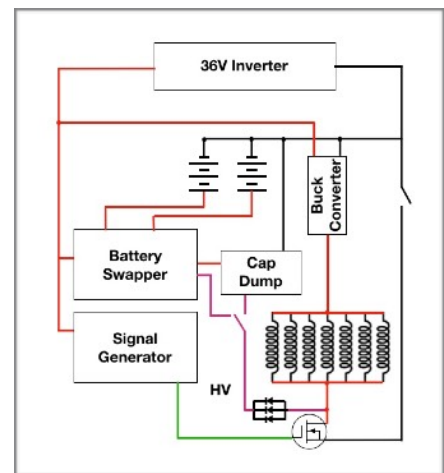 36V Inverter
Buck
Converter
Battery
Swapper
Cap
Dump
Signal
Generator
HV